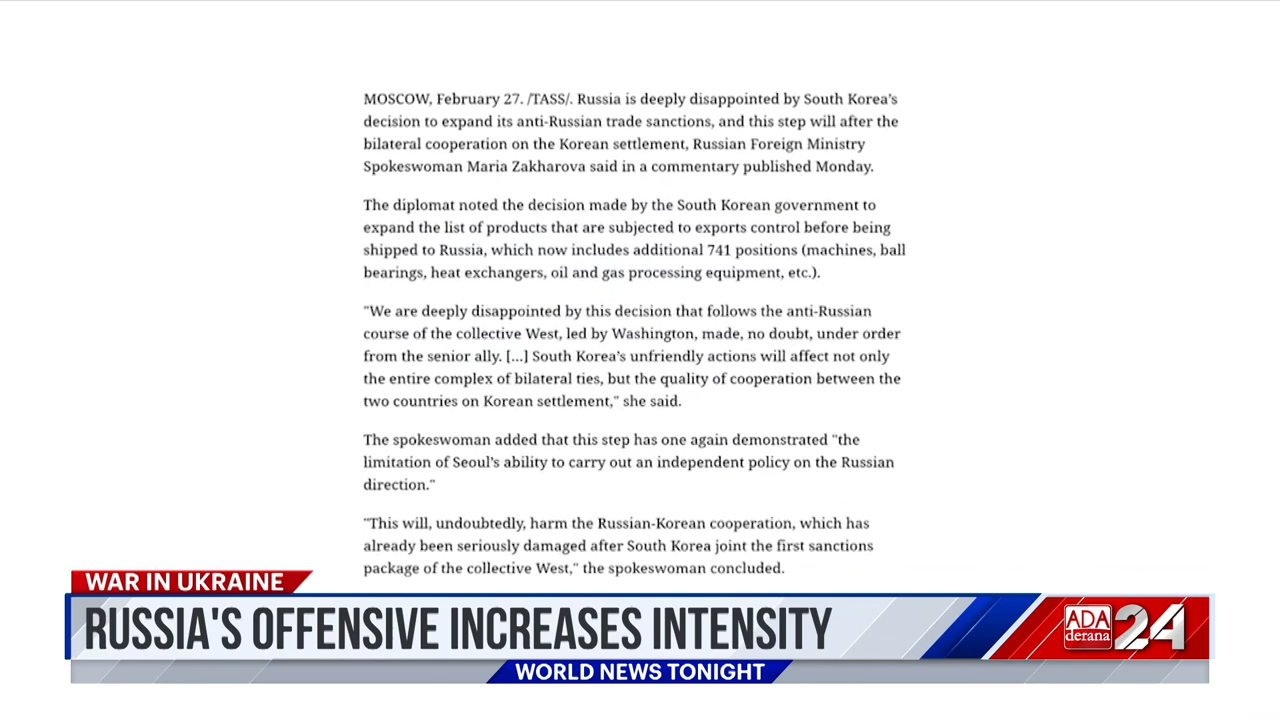 MOSCOW, February 27. /TASS/. Russia is deeply disappointed by South Korea’s
decision to expand its anti-Russian trade sanctions, and this step will after the
bilateral cooperation on the Korean settlement, Russian Foreign Ministry
Spokeswoman Maria Zakharova said in a commentary published Monday.
The diplomat noted the decision made by the South Korean government to
expand the list of products that are subjected to exports control before being
shipped to Russia, which now includes additional 741 positions (machines, ball
bearings, heat exchangers, oil and gas processing equipment, etc.).
"We are deeply disappointed by this decision that follows the anti-Russian
course of the collective West, led by Washington, made, no doubt, under order
from the senior ally. [...] South Korea’s unfriendly actions will affect not only
the entire complex of bilateral ties, but the quality of cooperation between the
two countries on Korean settlement," she said.
The spokeswoman added that this step has one again demonstrated "the
limitation of Seoul’s ability to carry out an independent policy on the Russian
direction."
"This will, undoubtedly, harm the Russian-Korean cooperation, which has
already been seriously damaged after South Korea joint the first sanctions
package of the collective West," the spokeswoman concluded.
WAR IN UKRAINE
RUSSIA'S OFFENSIVE INCREASES INTENSITY
ADA
derana
24
WORLD NEWS TONIGHT